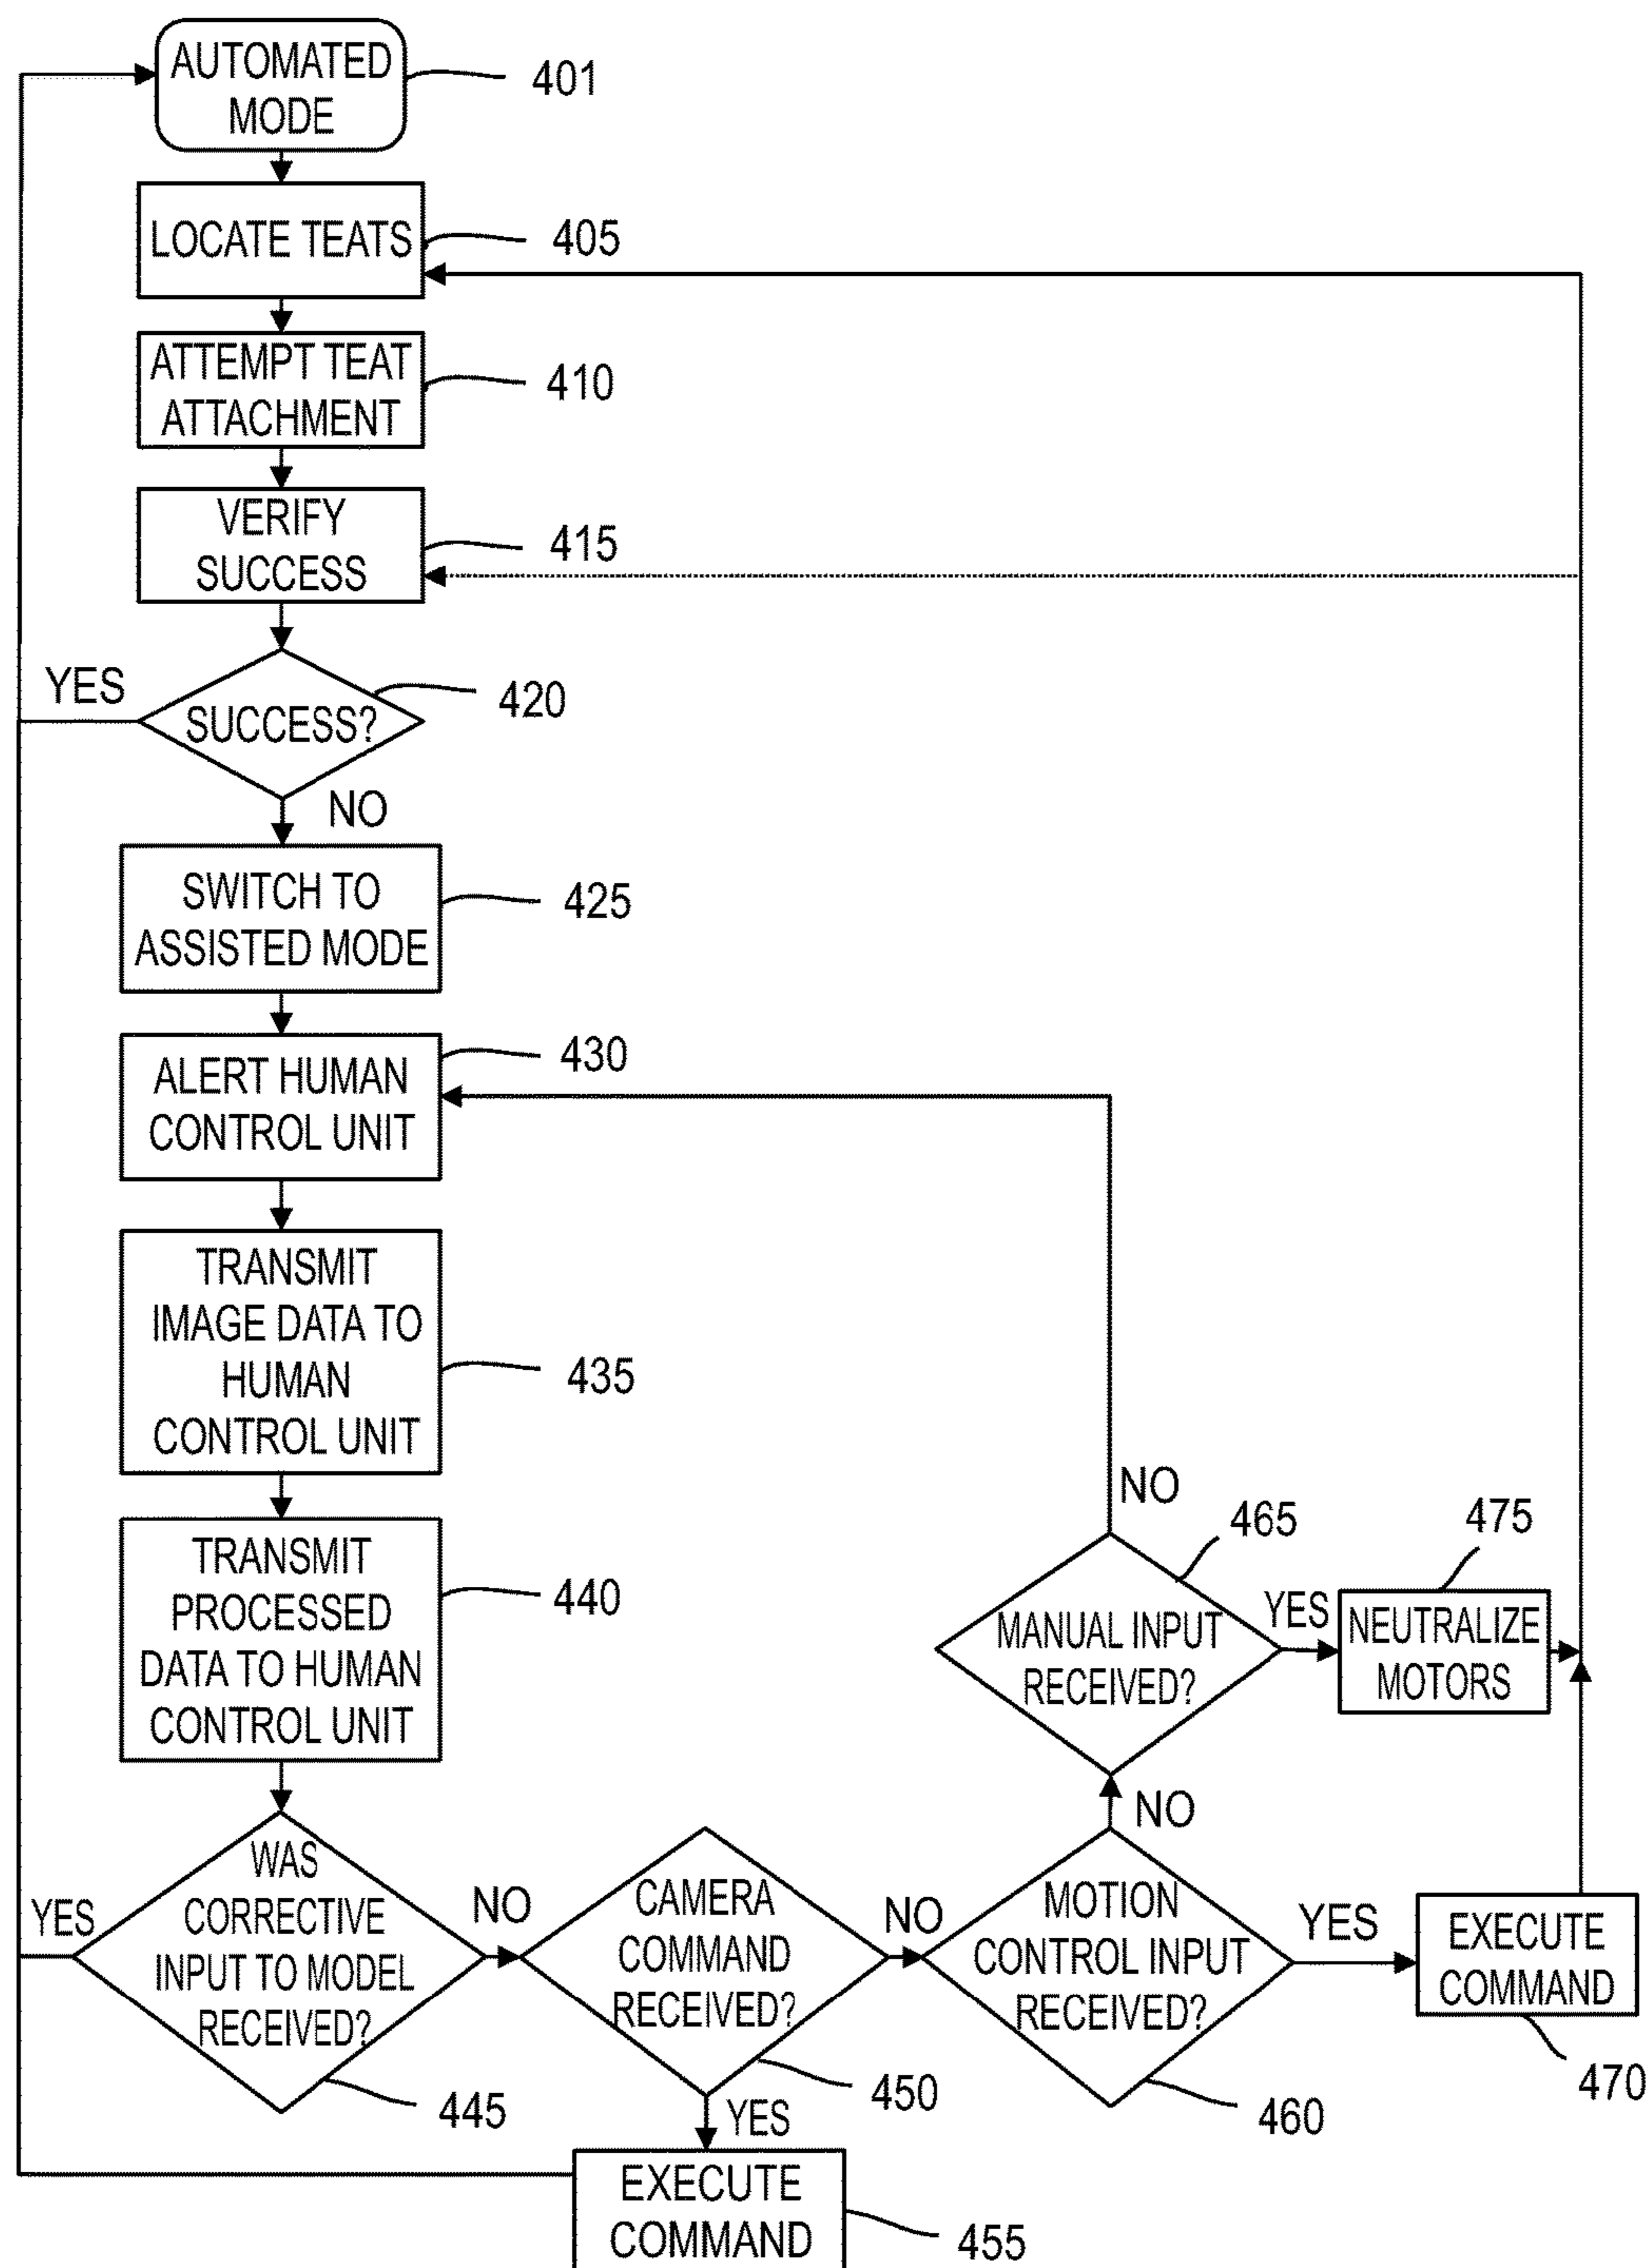 AUTOMATED
MODE
401
LOCATE TEATS
405
ATTEMPT TEAT
ATTACHMENT
410
VERIFY
SUCCESS
415
YES
SUCCESS?
420
NO
SWITCH TO
ASSISTED MODE
425
ALERT HUMAN
CONTROL UNIT
430
TRANSMIT
IMAGE DATA TO
HUMAN
CONTROL UNIT
435
TRANSMIT
PROCESSED
DATA TO HUMAN
CONTROL UNIT
440
NO
465
475
MANUAL INPUT
RECEIVED?
YES
NEUTRALIZE
MOTORS
NO
YES
WAS
CORRECTIVE
INPUT TO MODEL
RECEIVED?
445
NO
CAMERA
COMMAND
RECEIVED?
450
NO
MOTION
CONTROL INPUT
RECEIVED?
460
YES
EXECUTE
COMMAND
470
YES
EXECUTE
COMMAND
455